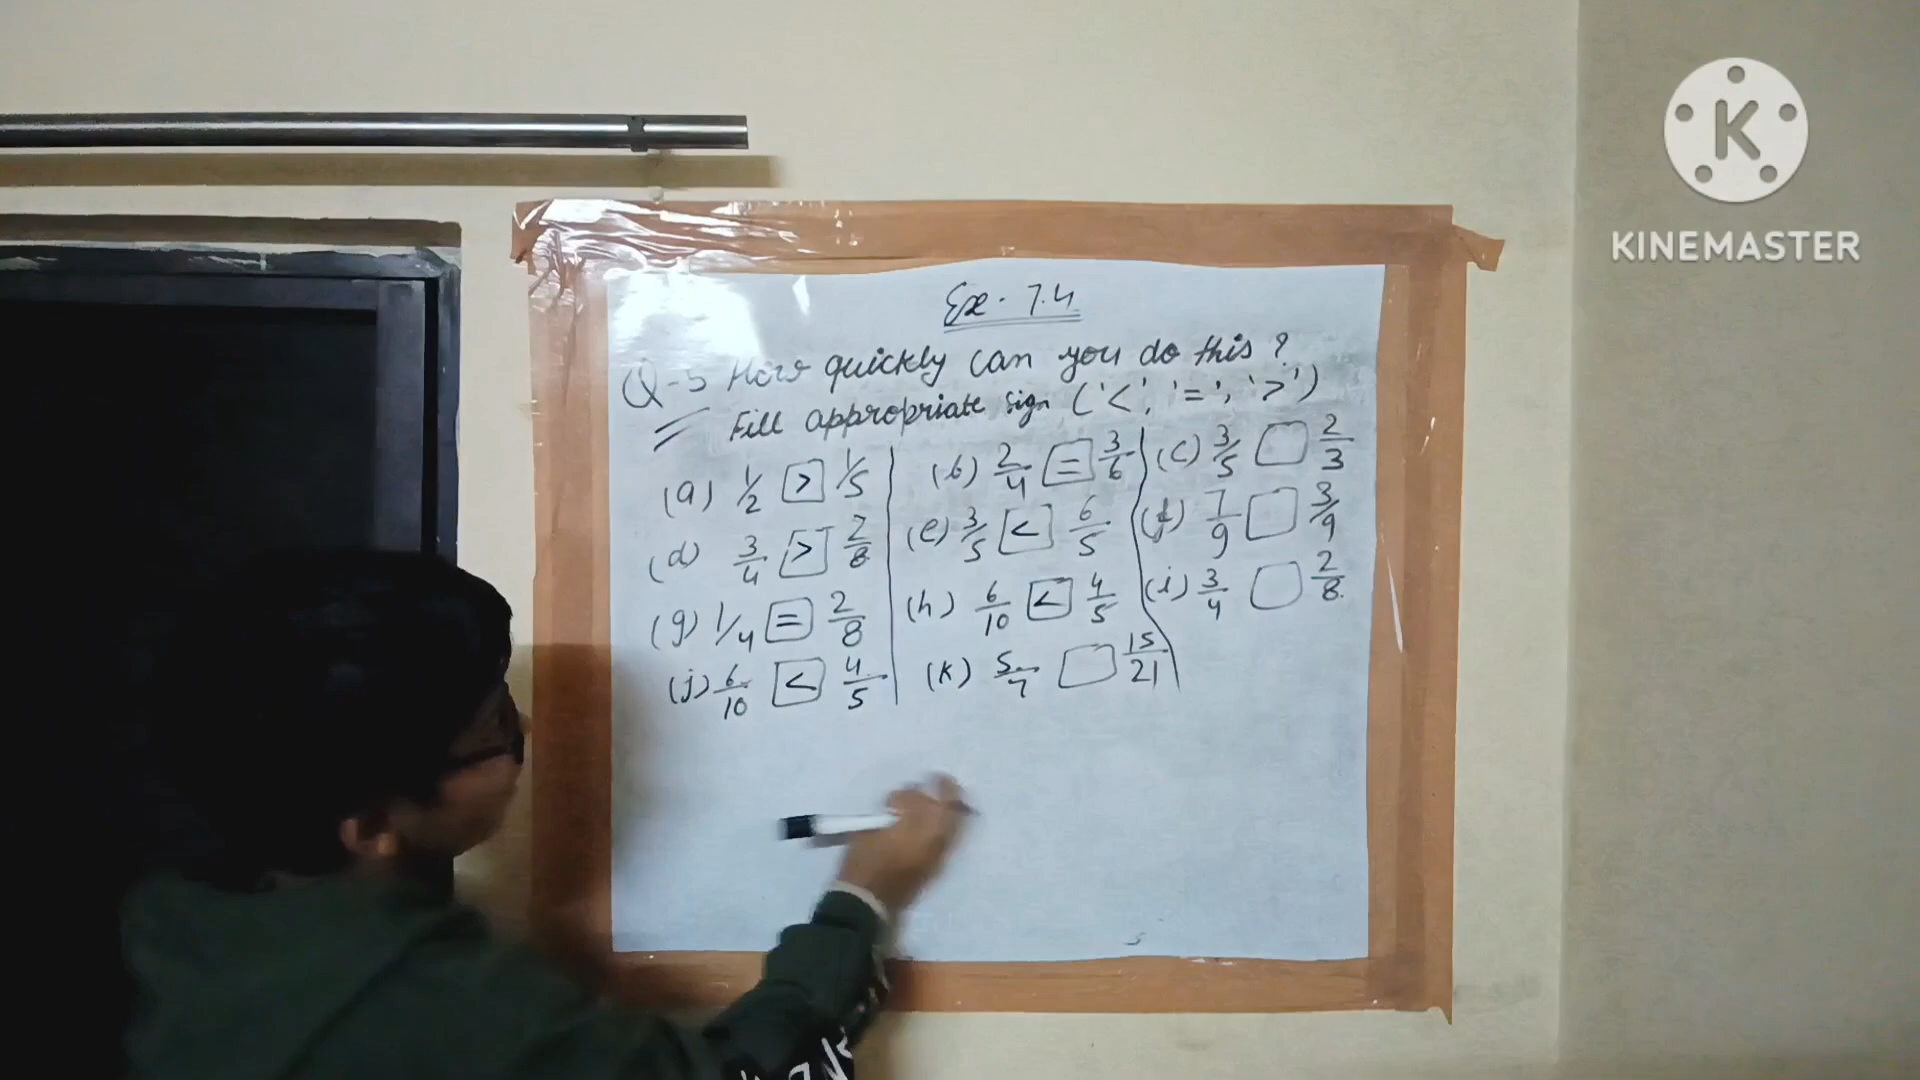 KINEMASTER
Ex - 7.4
Q-5 How quickly can you do this ?
Fill appropriate sign ('<', '=', '>')
(a) 1/2 > 1/5 (b) 2/4 = 3/6 (c) 3/5 □ 2/3
(d) 3/4 > 2/8 (e) 3/5 < 6/5 (f) 7/9 □ 3/9
(g) 1/4 = 2/8 (h) 6/10 < 4/5 (i) 3/4 □ 2/8
(j) 6/10 < 4/5 (k) 5/7 □ 15/21